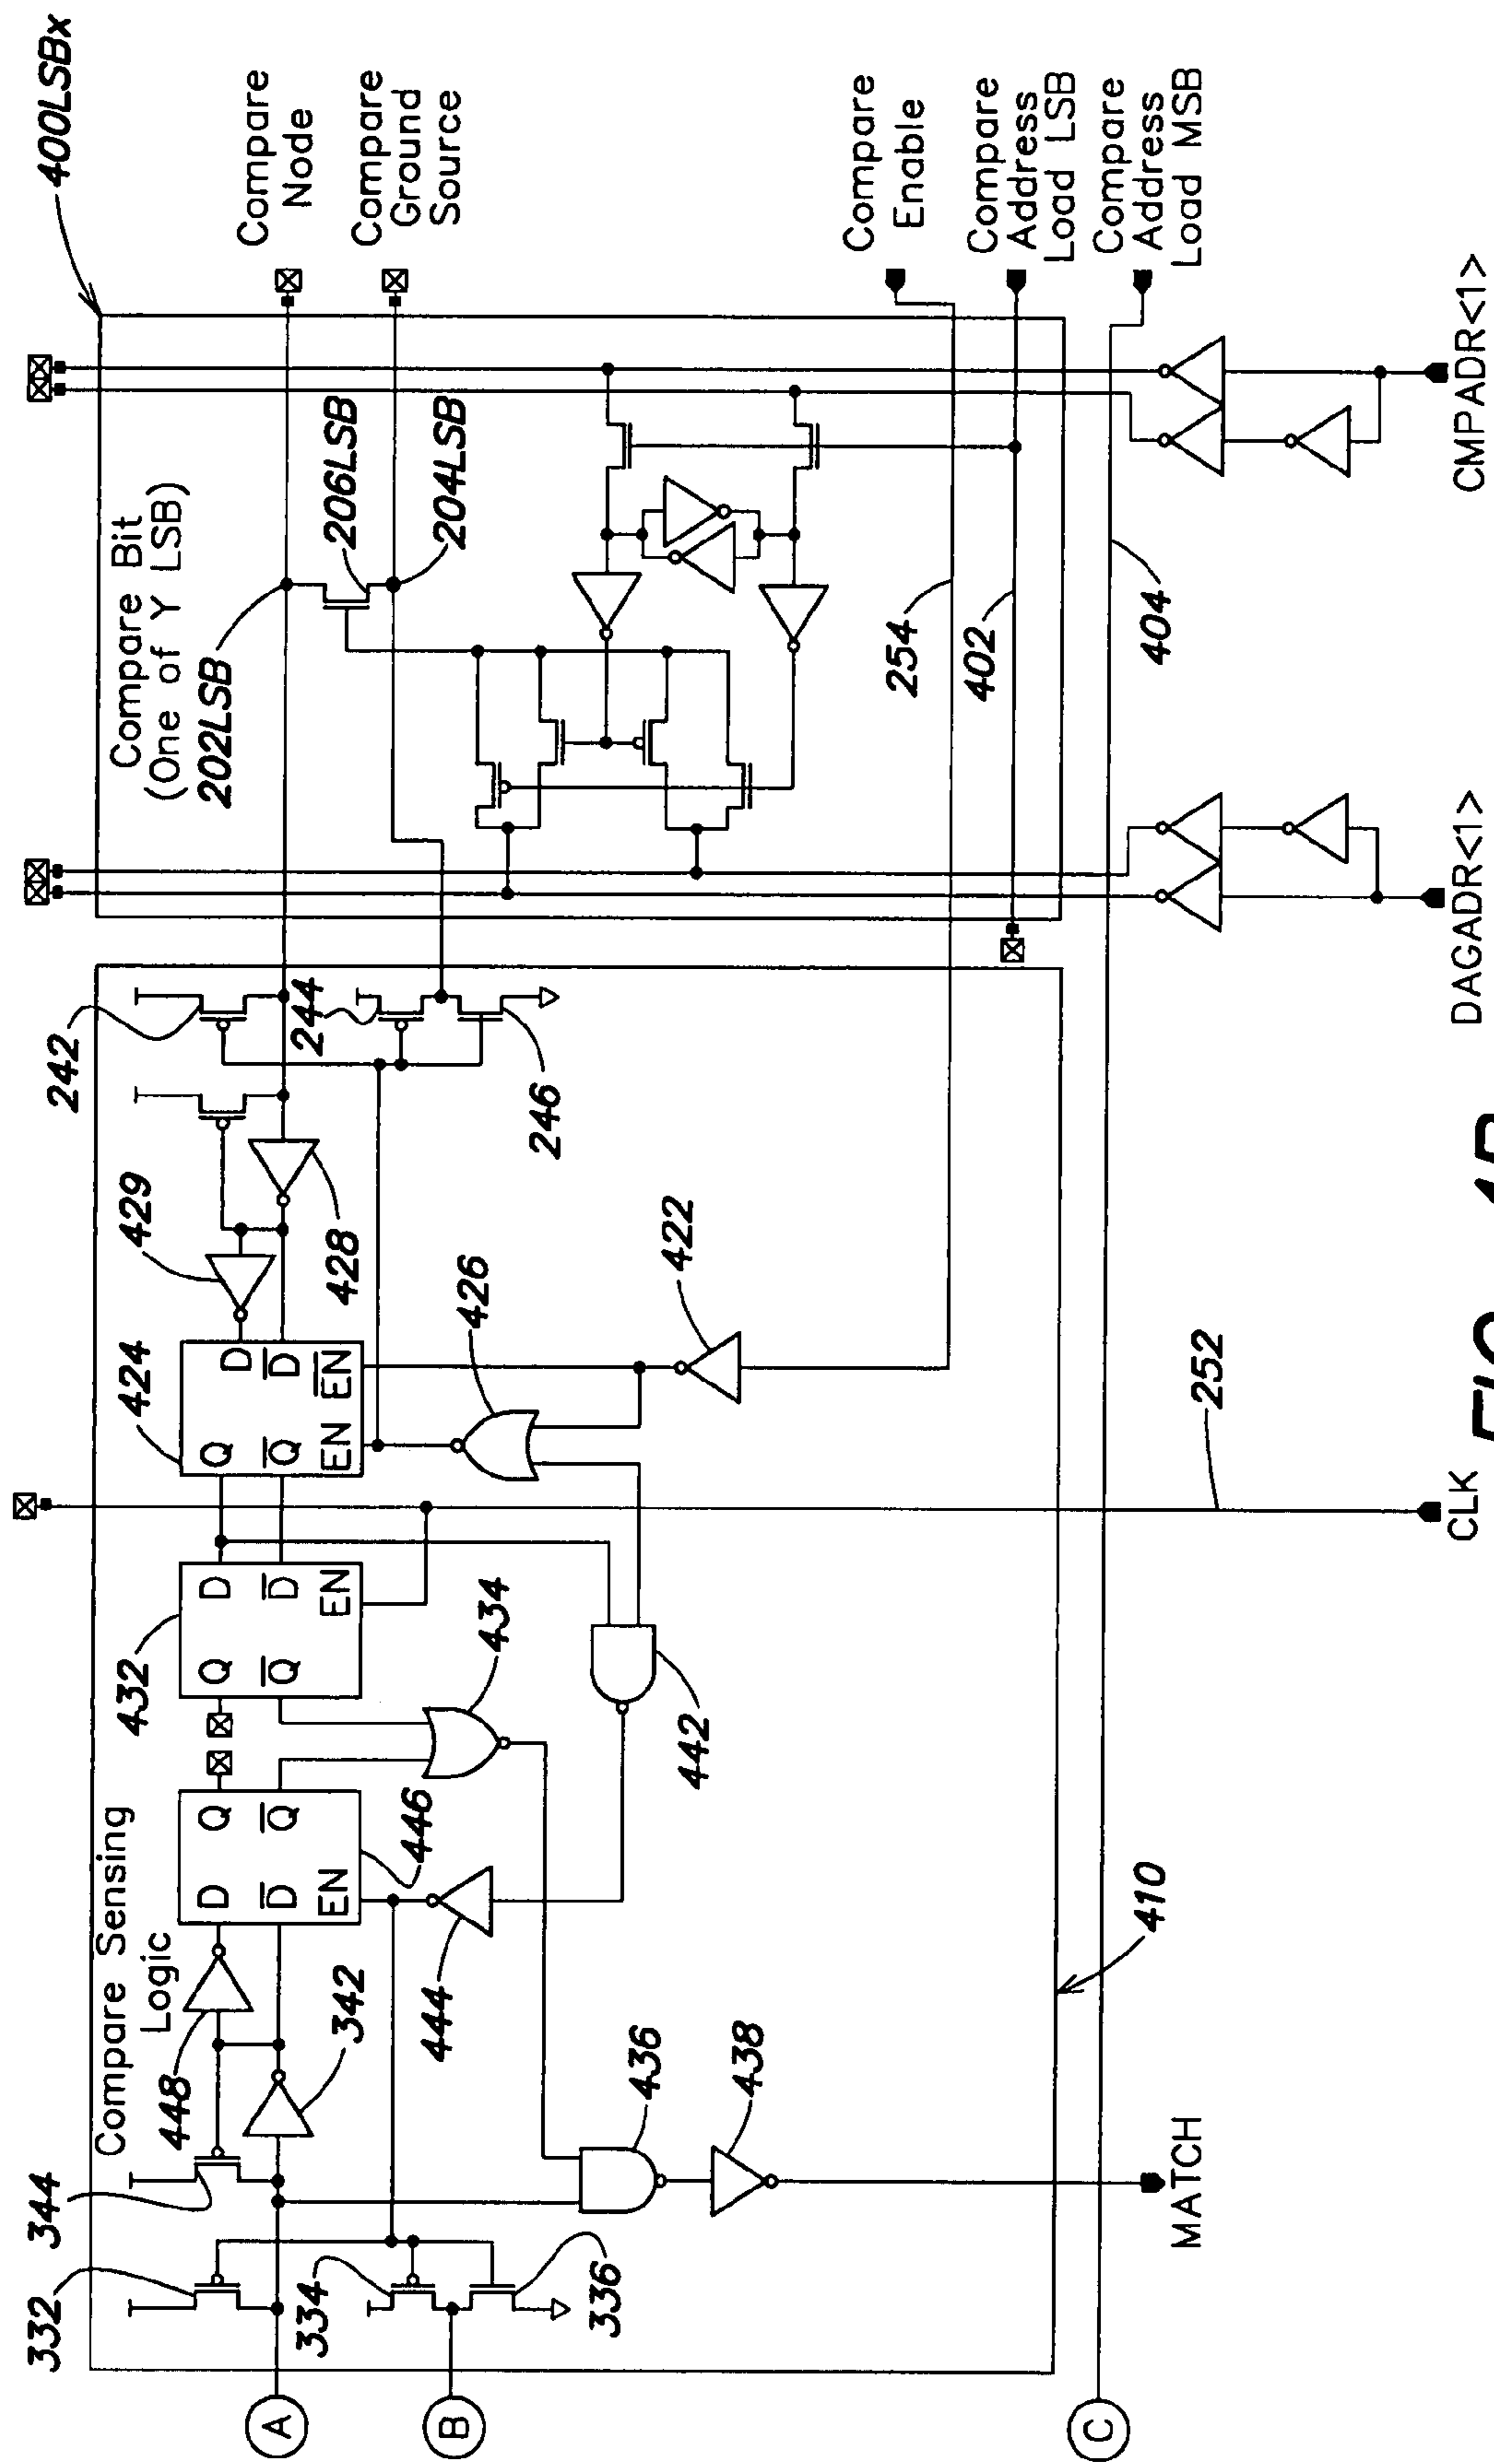 400LSBx
Compare
Node
Compare
Ground
Source
Compare
Enable
Compare
Address
Load LSB
Compare
Address
Load MSB
Compare Bit
(One of Y LSB)
202LSB
206LSB
204LSB
254
402
404
CMPADR<1>
DAGADR<1>
242
244
246
429
428
424
Q
D
Q̅
D̅
EN
E̅N̅
426
422
252
CLK
432
Q
D
Q̅
D̅
EN
434
442
Compare Sensing
Logic
D
Q
D̅
Q̅
EN
446
444
448
342
344
332
334
336
436
438
410
MATCH
A
B
C